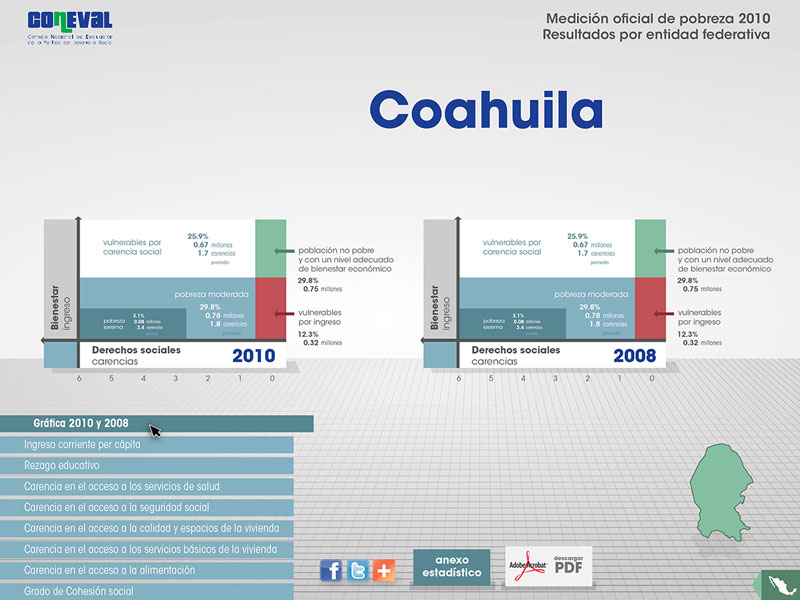 CONEVAL
Consejo Nacional de Evaluación
de la Política de Desarrollo Social
Medición oficial de pobreza 2010
Resultados por entidad federativa
Coahuila
Bienestar
ingreso
vulnerables por
carencia social
25.9%
0.67 millones
1.7 carencias
promedio
pobreza moderada
29.8%
0.78 millones
1.8 carencias
promedio
pobreza
extrema
3.1%
0.08 millones
3.4 carencias
promedio
población no pobre
y con un nivel adecuado
de bienestar económico
29.8%
0.75 millones
vulnerables
por ingreso
12.3%
0.32 millones
Derechos sociales
carencias
2010
6 5 4 3 2 1 0
Bienestar
ingreso
vulnerables por
carencia social
25.9%
0.67 millones
1.7 carencias
promedio
pobreza moderada
29.8%
0.78 millones
1.8 carencias
promedio
pobreza
extrema
3.1%
0.08 millones
3.4 carencias
promedio
población no pobre
y con un nivel adecuado
de bienestar económico
29.8%
0.75 millones
vulnerables
por ingreso
12.3%
0.32 millones
Derechos sociales
carencias
2008
6 5 4 3 2 1 0
Gráfica 2010 y 2008
Ingreso corriente per cápita
Rezago educativo
Carencia en el acceso a los servicios de salud
Carencia en el acceso a la seguridad social
Carencia en el acceso a la calidad y espacios de la vivienda
Carencia en el acceso a los servicios básicos de la vivienda
Carencia en el acceso a la alimentación
Grado de Cohesión social
anexo
estadístico
Adobe Acrobat
descargar
PDF